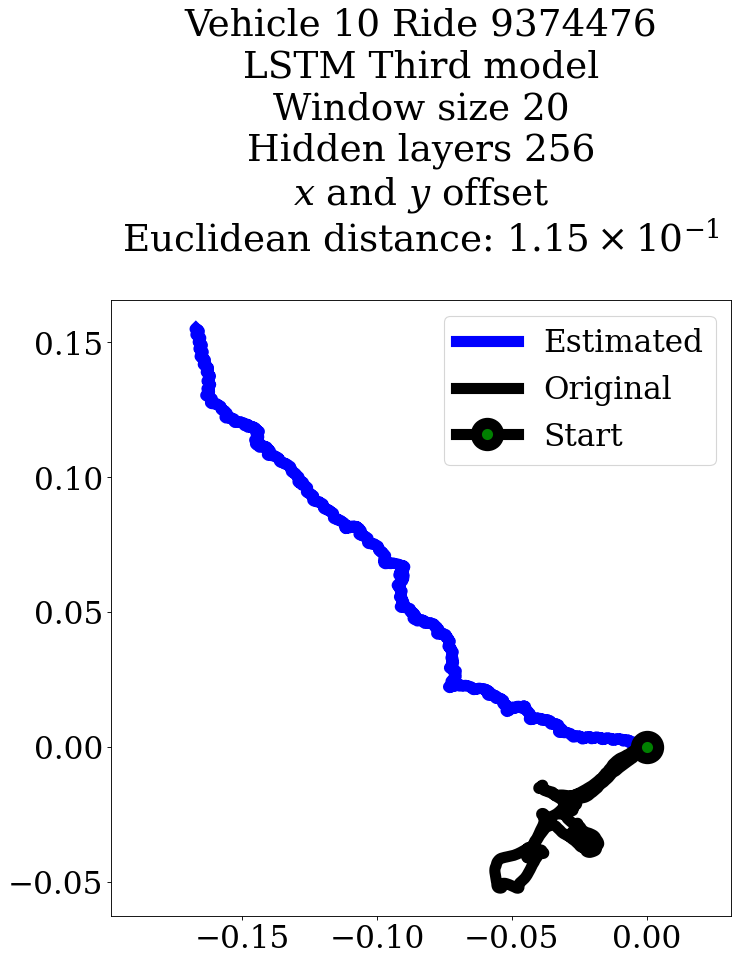 Vehicle 10 Ride 9374476
LSTM Third model
Window size 20
Hidden layers 256
x and y offset
Euclidean distance: 1.15 × 10⁻¹
Estimated
Original
Start
0.15
0.10
0.05
0.00
−0.05
−0.15
−0.10
−0.05
0.00